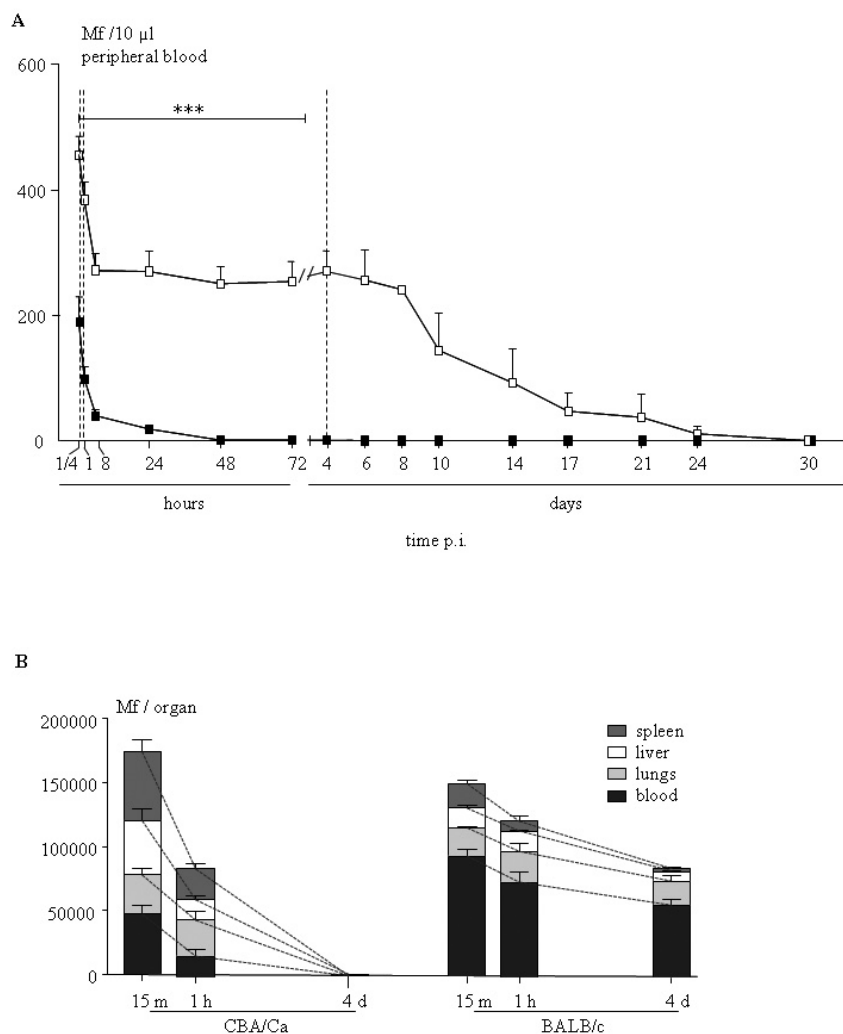 A
Mf /10 µl
peripheral blood
600
***
400
200
0
1/4 1 8 24 48 72 4 6 8 10 14 17 21 24 30
hours days
time p.i.
B
Mf / organ
200000
spleen
liver
150000
lungs
blood
100000
50000
0
15 m 1 h 4 d 15 m 1 h 4 d
CBA/Ca BALB/c